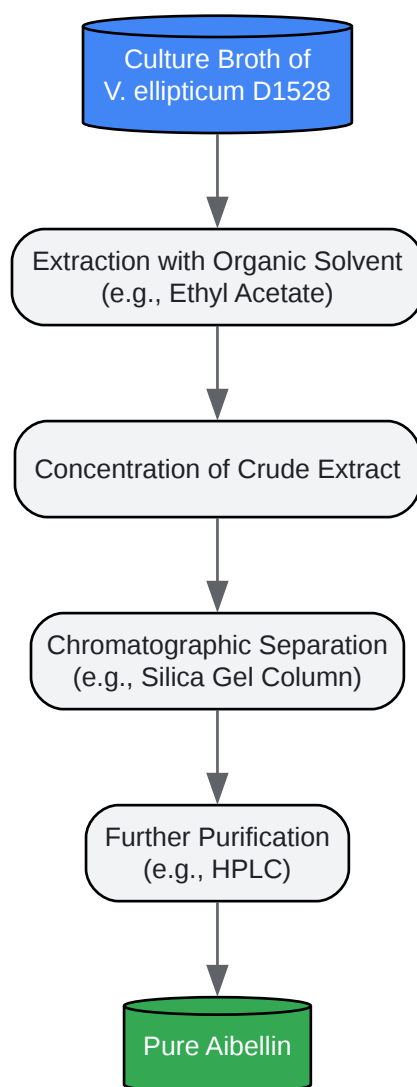 Culture Broth of
V. ellipticum D1528
Extraction with Organic Solvent
(e.g., Ethyl Acetate)
Concentration of Crude Extract
Chromatographic Separation
(e.g., Silica Gel Column)
Further Purification
(e.g., HPLC)
Pure Aibellin